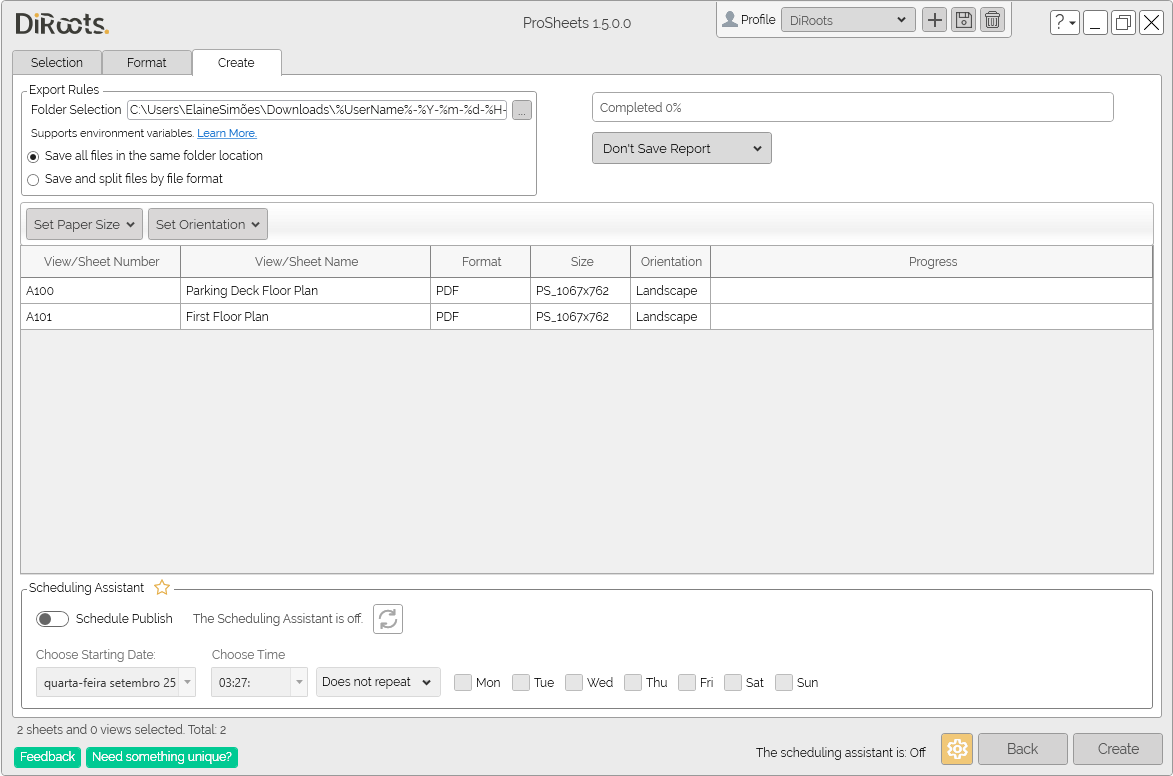 DiRoots.
ProSheets 1.5.0.0
Profile DiRoots
?
Selection Format Create
Export Rules
Folder Selection C:\Users\ElaineSimões\Downloads\%UserName%-%Y-%m-%d-%H- ...
Supports environment variables. Learn More.
Save all files in the same folder location
Save and split files by file format
Completed 0%
Don't Save Report
Set Paper Size Set Orientation
View/Sheet Number View/Sheet Name Format Size Orientation Progress
A100 Parking Deck Floor Plan PDF PS_1067x762 Landscape
A101 First Floor Plan PDF PS_1067x762 Landscape
Scheduling Assistant
Schedule Publish The Scheduling Assistant is off.
Choose Starting Date: Choose Time
quarta-feira setembro 25 03:27: Does not repeat Mon Tue Wed Thu Fri Sat Sun
2 sheets and 0 views selected. Total: 2
Feedback Need something unique?
The scheduling assistant is: Off Back Create